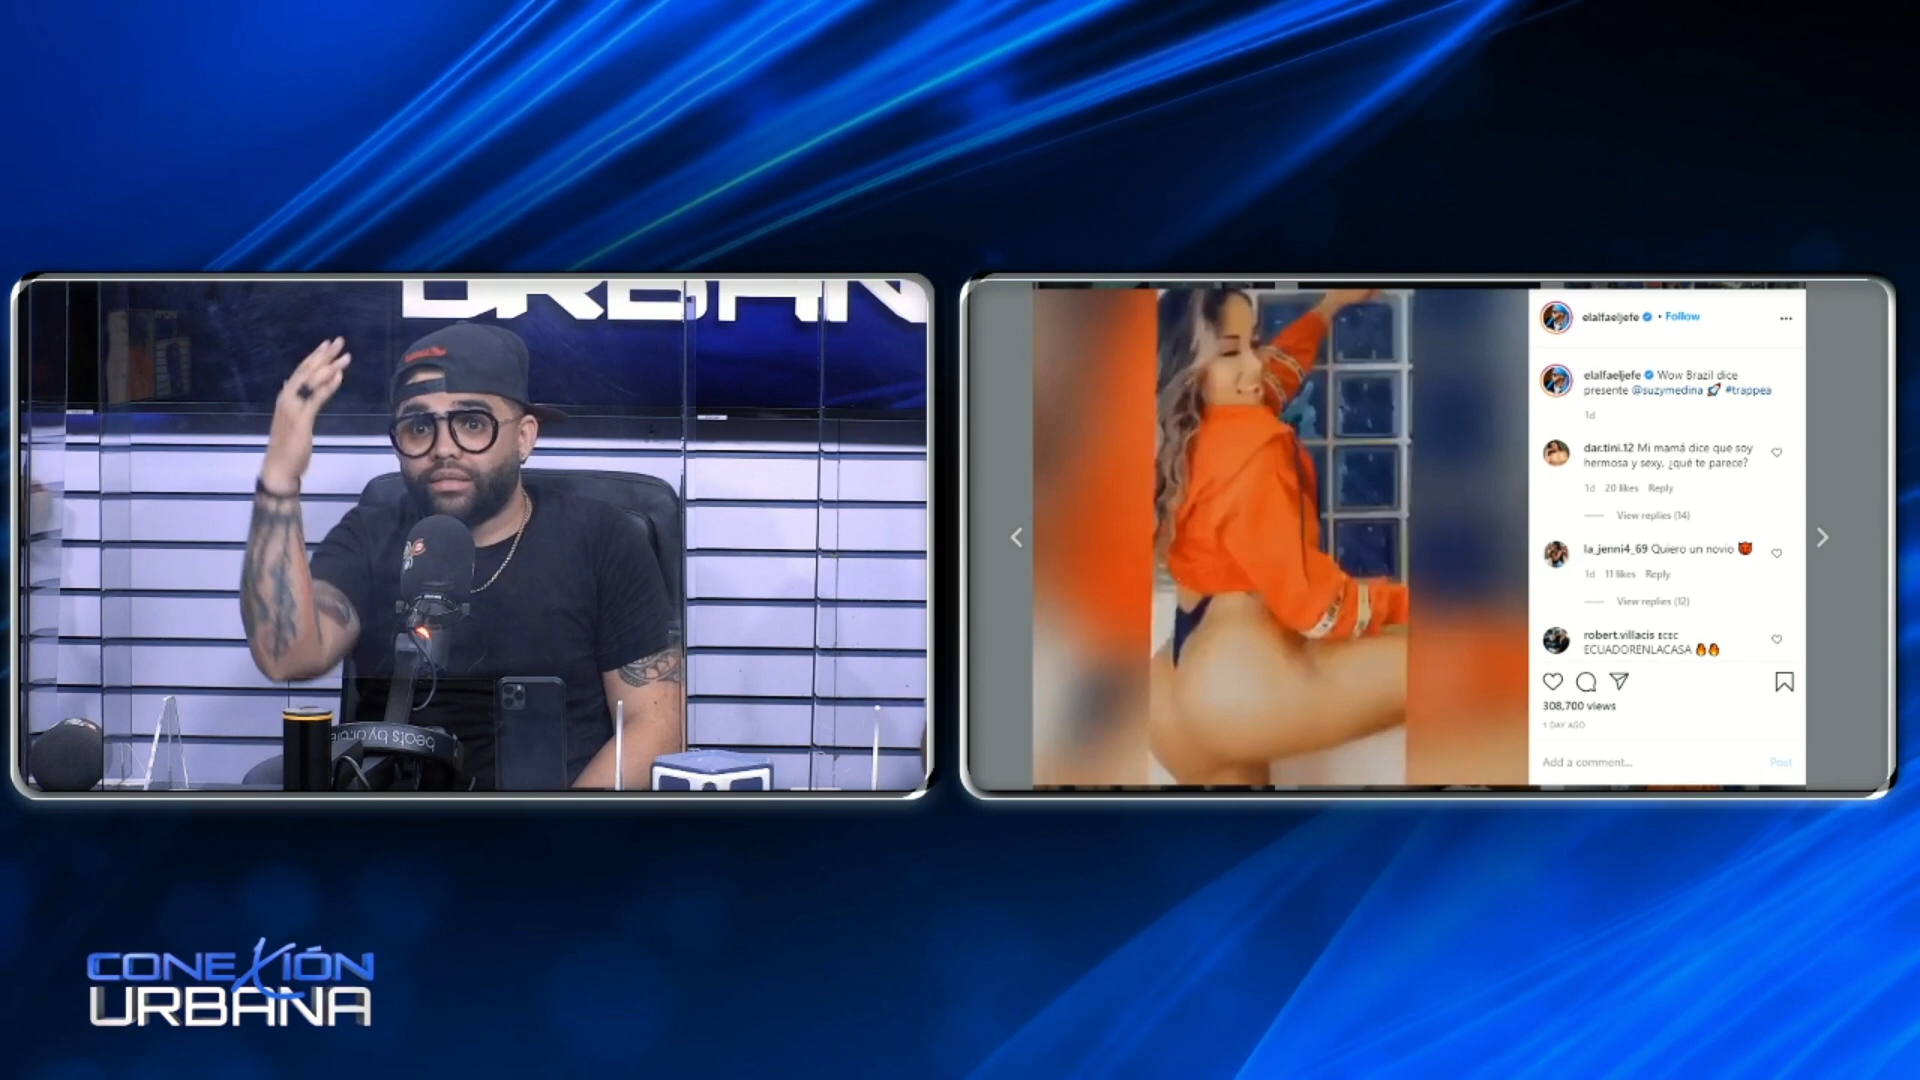 URBAN
beats by dr.dre
elalfaeljefe • Follow
elalfaeljefe Wow Brazil dice
presente @suzymedina 🚀 #trappea
1d
dar.tini.12 Mi mamá dice que soy
hermosa y sexy, ¿qué te parece?
1d 20 likes Reply
View replies (14)
la_jenni4_69 Quiero un novio 😈
1d 11 likes Reply
View replies (12)
robert.villacis ECEC
ECUADORENLACASA 🔥🔥
308,700 views
1 DAY AGO
Add a comment...
Post
CONEXIÓN
URBANA